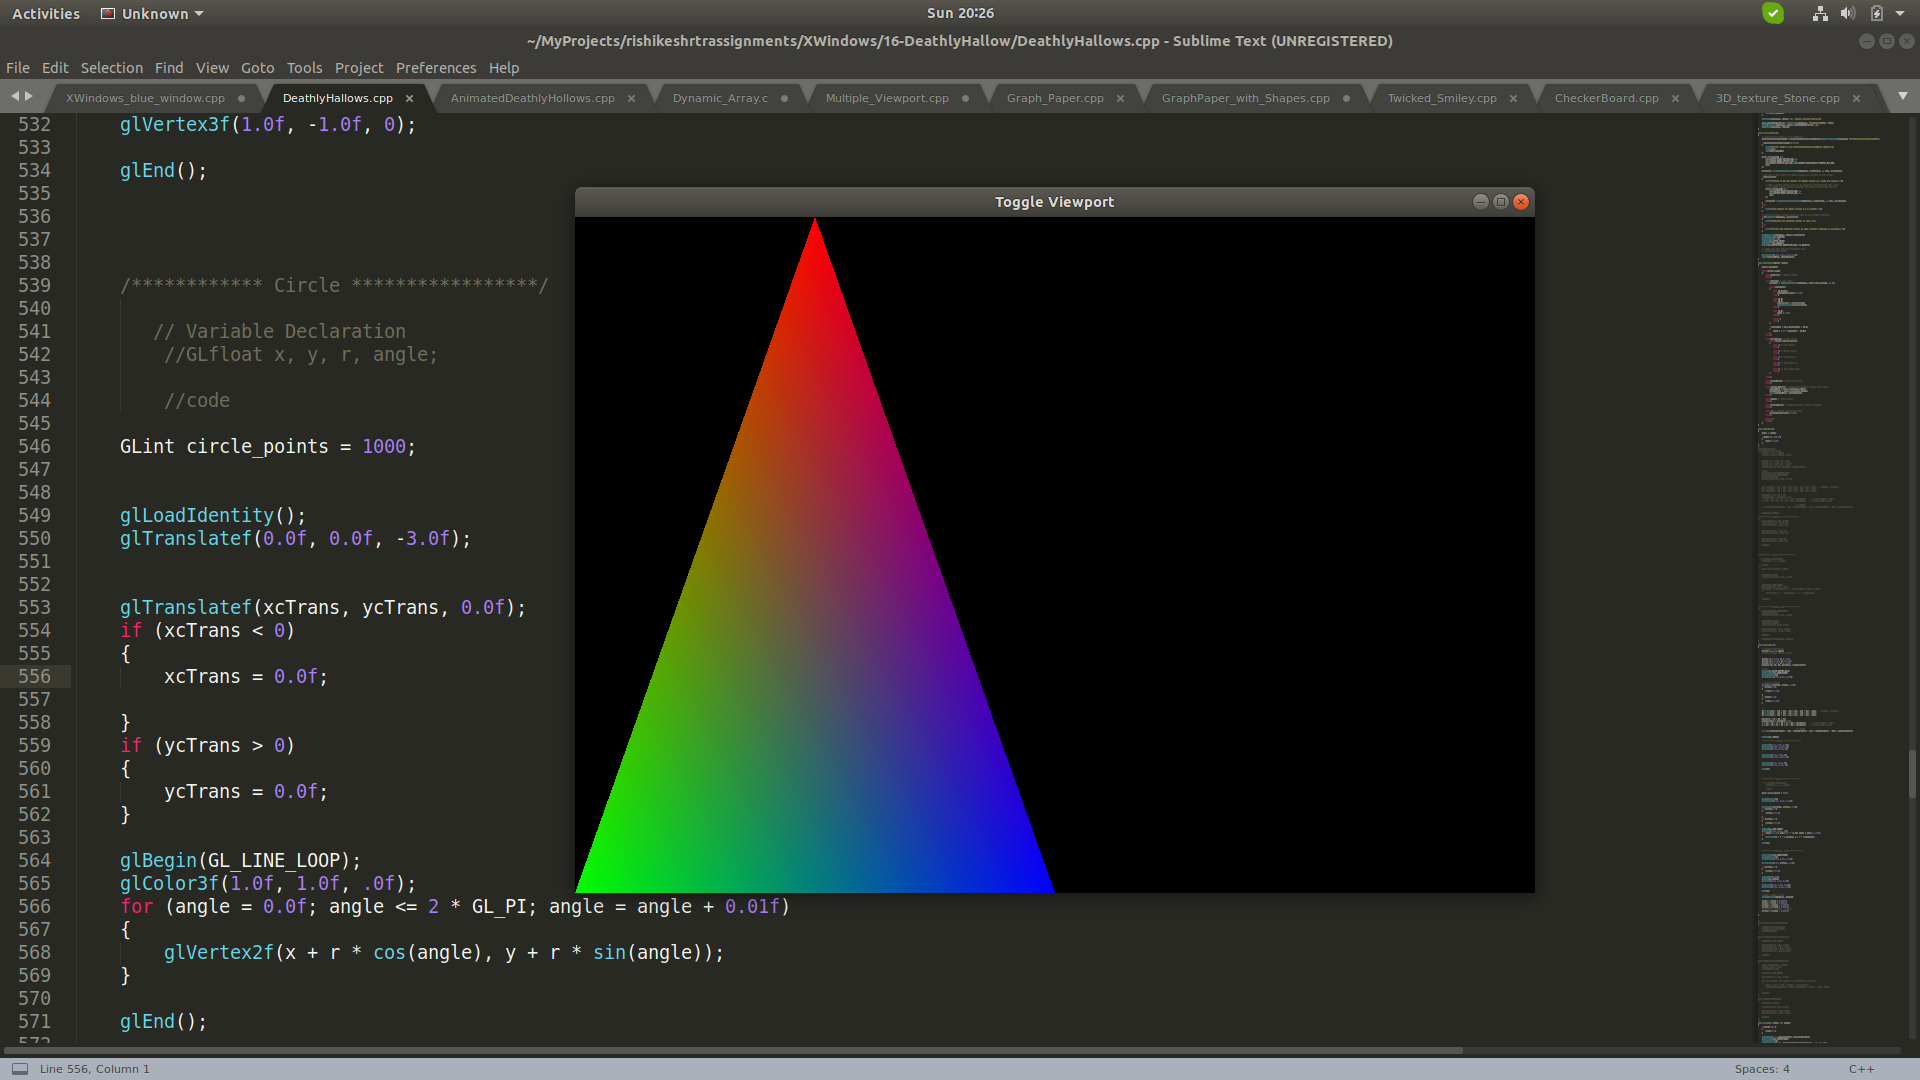 Activities Unknown Sun 20:26
~/MyProjects/rishikeshrtrassignments/XWindows/16-DeathlyHallow/DeathlyHallows.cpp - Sublime Text (UNREGISTERED)
File Edit Selection Find View Goto Tools Project Preferences Help
XWindows_blue_window.cpp DeathlyHallows.cpp AnimatedDeathlyHollows.cpp Dynamic_Array.c Multiple_Viewport.cpp Graph_Paper.cpp GraphPaper_with_Shapes.cpp Twicked_Smiley.cpp CheckerBoard.cpp 3D_texture_Stone.cpp
532 glVertex3f(1.0f, -1.0f, 0);
533
534 glEnd();
535
Toggle Viewport
536
537
538
539 /************ Circle *****************/
540
541 // Variable Declaration
542 //GLfloat x, y, r, angle;
543
544 //code
545
546 GLint circle_points = 1000;
547
548
549 glLoadIdentity();
550 glTranslatef(0.0f, 0.0f, -3.0f);
551
552
553 glTranslatef(xcTrans, ycTrans, 0.0f);
554 if (xcTrans < 0)
555 {
556 xcTrans = 0.0f;
557
558 }
559 if (ycTrans > 0)
560 {
561 ycTrans = 0.0f;
562 }
563
564 glBegin(GL_LINE_LOOP);
565 glColor3f(1.0f, 1.0f, .0f);
566 for (angle = 0.0f; angle <= 2 * GL_PI; angle = angle + 0.01f)
567 {
568 glVertex2f(x + r * cos(angle), y + r * sin(angle));
569 }
570
571 glEnd();
572
Line 556, Column 1 Spaces: 4 C++